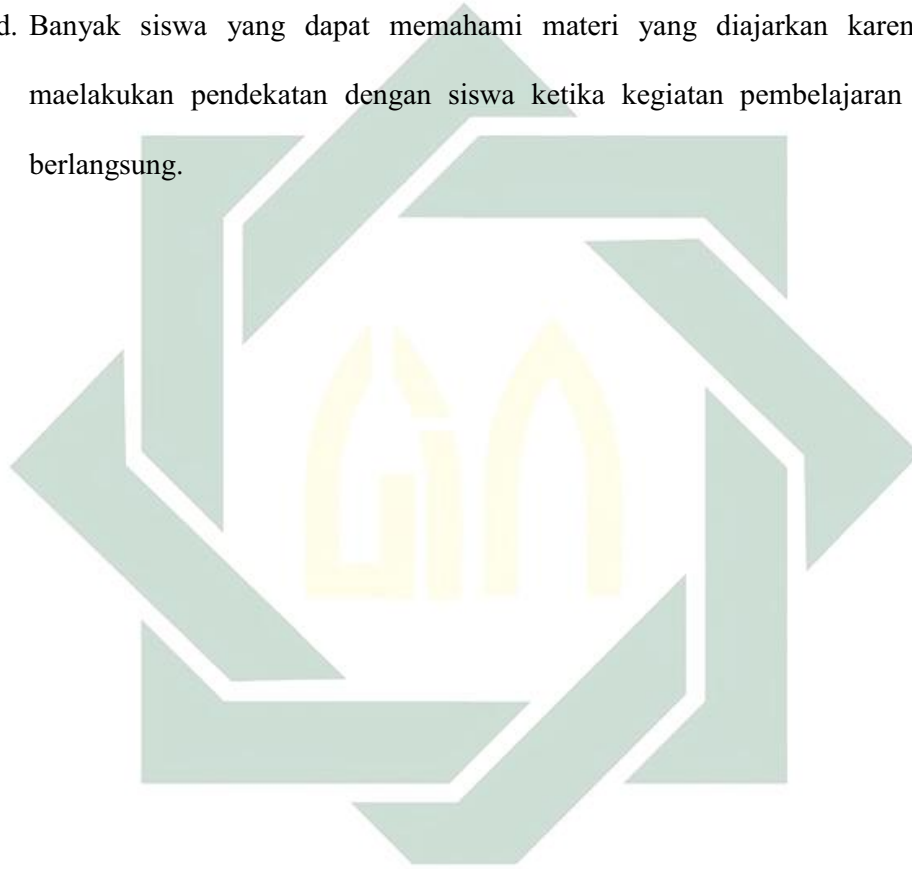 d. Banyak siswa yang dapat memahami materi yang diajarkan karen
maelakukan pendekatan dengan siswa ketika kegiatan pembelajaran
berlangsung.